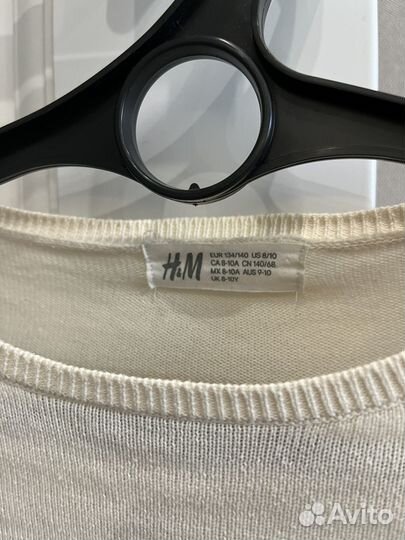 H&M
EUR 134/140 US 8/10
CA 8-10A CN 140/68
MX 8-10A AUS 9-10
UK 8-10Y
Avito